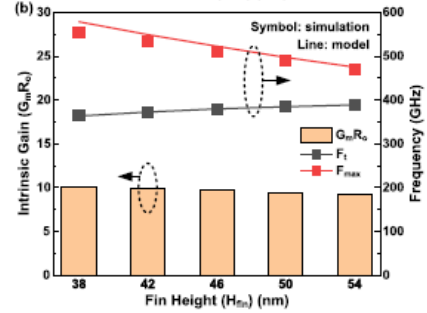 (b)
Symbol: simulation
Line: model
GmRo
Ft
Fmax
Intrinsic Gain (GmRo)
30
25
20
15
10
5
0
Frequency (GHz)
600
500
400
300
200
100
0
38 42 46 50 54
Fin Height (Hfin) (nm)